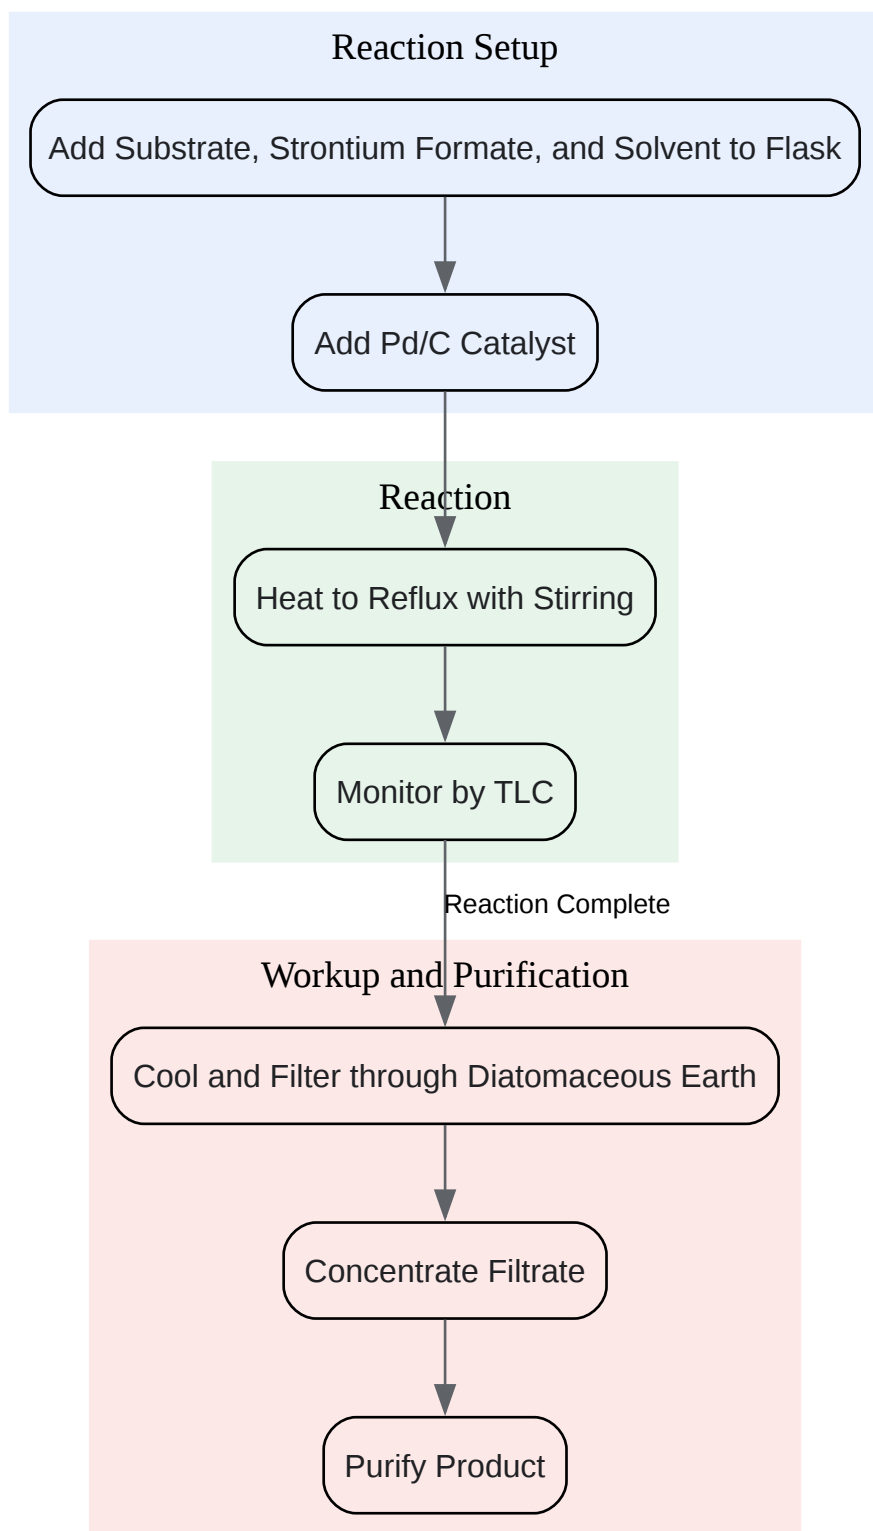 Reaction Setup
Add Substrate, Strontium Formate, and Solvent to Flask
Add Pd/C Catalyst
Reaction
Heat to Reflux with Stirring
Monitor by TLC
Reaction Complete
Workup and Purification
Cool and Filter through Diatomaceous Earth
Concentrate Filtrate
Purify Product